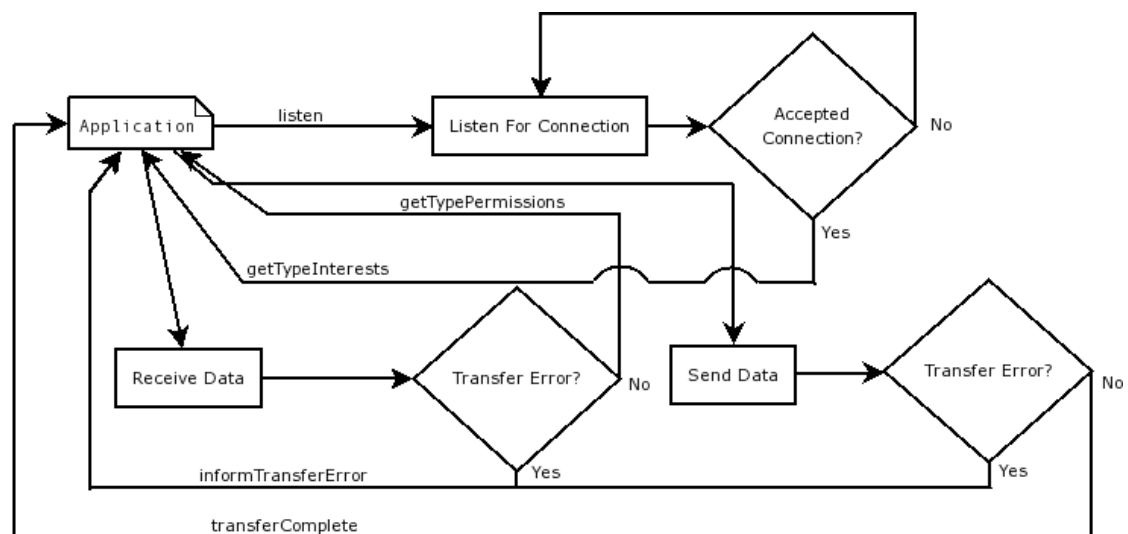 listen
Application
Listen For Connection
Accepted
Connection?
No
getTypePermissions
Yes
getTypeInterests
Receive Data
Transfer Error?
No
Send Data
Transfer Error?
No
informTransferError
Yes
Yes
transferComplete